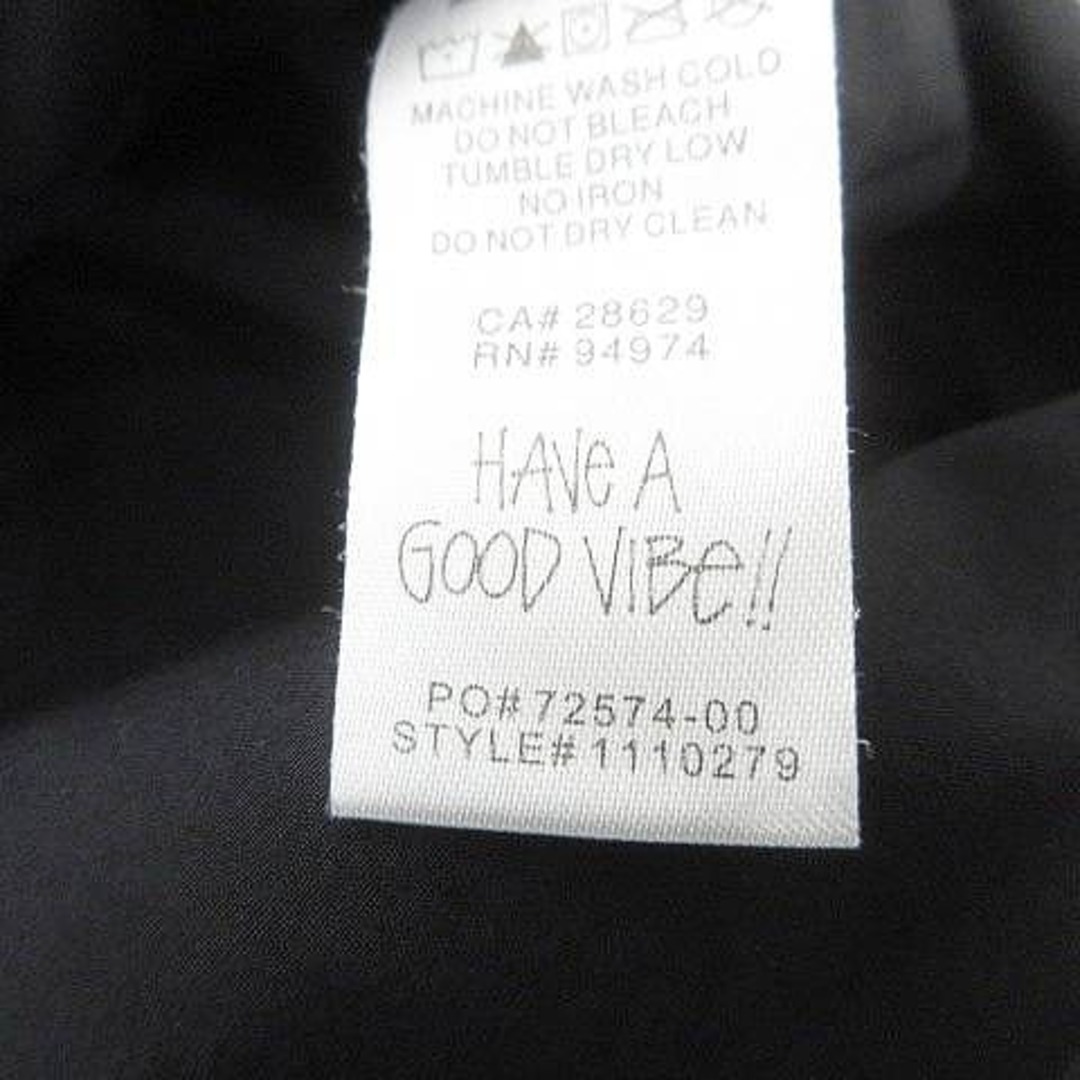 MACHINE WASH COLD
DO NOT BLEACH
TUMBLE DRY LOW
NO IRON
DO NOT DRY CLEAN
CA# 28629
RN# 94974
HAVe A
GOOD VIBe!!
PO# 72574-00
STYLE# 1110279